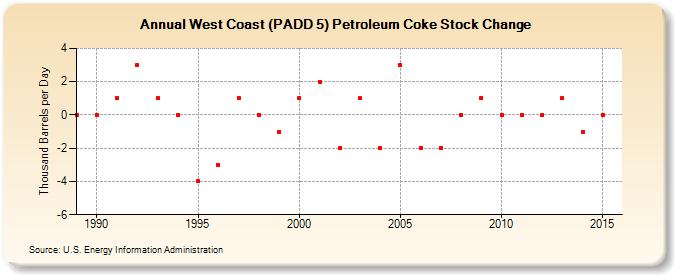 Annual West Coast (PADD 5) Petroleum Coke Stock Change
Thousand Barrels per Day
4
2
0
-2
-4
-6
1990 1995 2000 2005 2010 2015
Source: U.S. Energy Information Administration